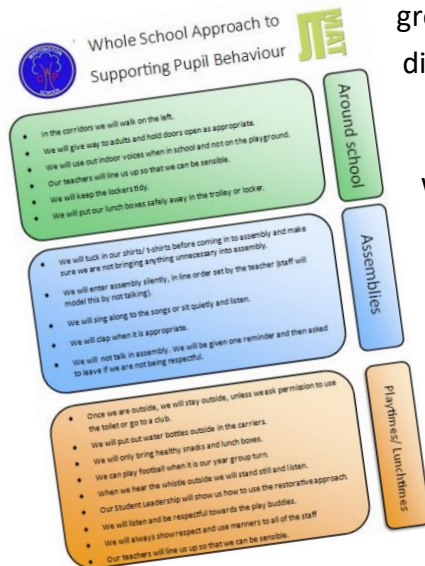 Whole School Approach to
Supporting Pupil Behaviour
JTMAT
SCHOOL
Around school
In the corridors we will walk on the left.
We will give way to adults and hold doors open as appropriate.
We will use out indoor voices when in school and not on the playground.
Our teachers will line us up so that we can be sensible.
We will keep the lockers tidy.
We will put our lunch boxes safely away in the trolley or locker.
Assemblies
We will tuck in our shirts/ t-shirts before coming in to assembly and make
sure we are not bringing anything unnecessary into assembly.
We will enter assembly silently, in line order set by the teacher (staff will
model this by not talking).
We will sing along to the songs or sit quietly and listen.
We will clap when it is appropriate.
We will not talk in assembly. We will be given one reminder and then asked
to leave if we are not being respectful.
Playtimes/ Lunchtimes
Once we are outside, we will stay outside, unless we ask permission to use
the toilet or go to a club.
We will put out water bottles outside in the carriers.
We will only bring healthy snacks and lunch boxes.
We can play football when it is our year group turn.
When we hear the whistle outside we will stand still and listen.
Our Student Leadership will show us how to use the restorative approach.
We will listen and be respectful towards the play buddies.
We will always show respect and use manners to all of the staff
Our teachers will line us up so that we can be sensible.
gr
di